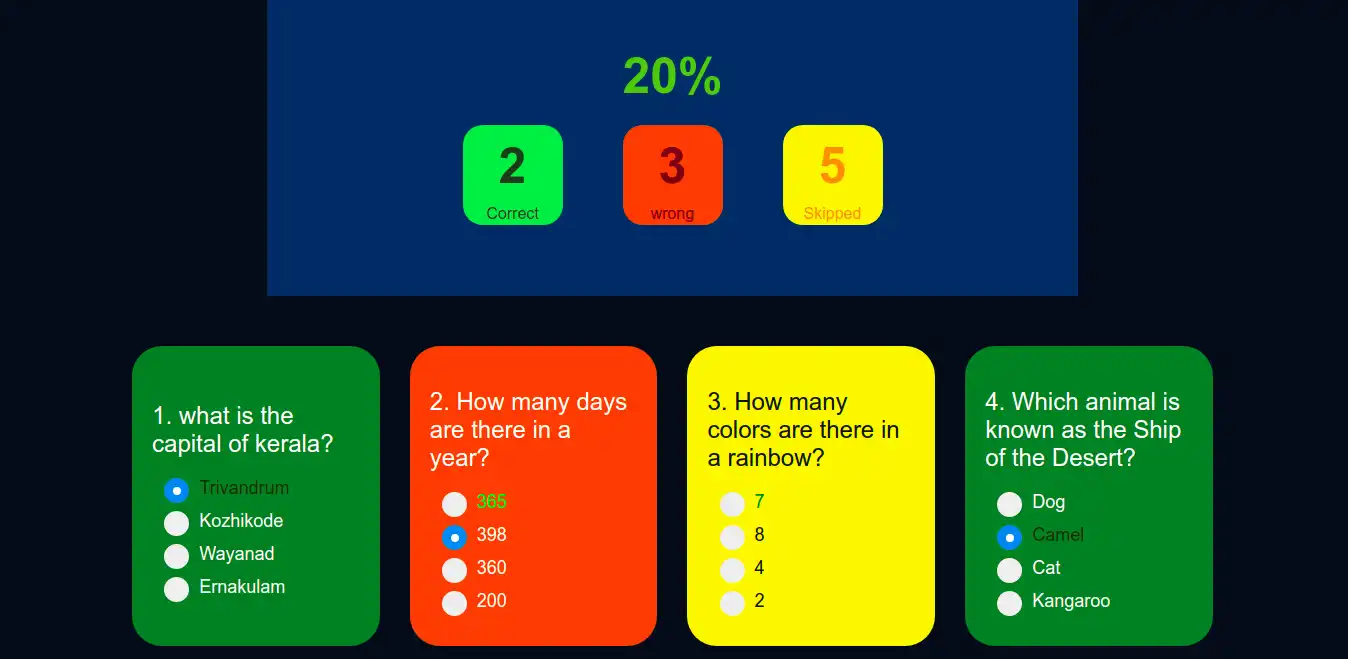 20%
2
Correct
3
wrong
5
Skipped
1. what is the
capital of kerala?
Trivandrum
Kozhikode
Wayanad
Ernakulam
2. How many days
are there in a
year?
365
398
360
200
3. How many
colors are there in
a rainbow?
7
8
4
2
4. Which animal is
known as the Ship
of the Desert?
Dog
Camel
Cat
Kangaroo